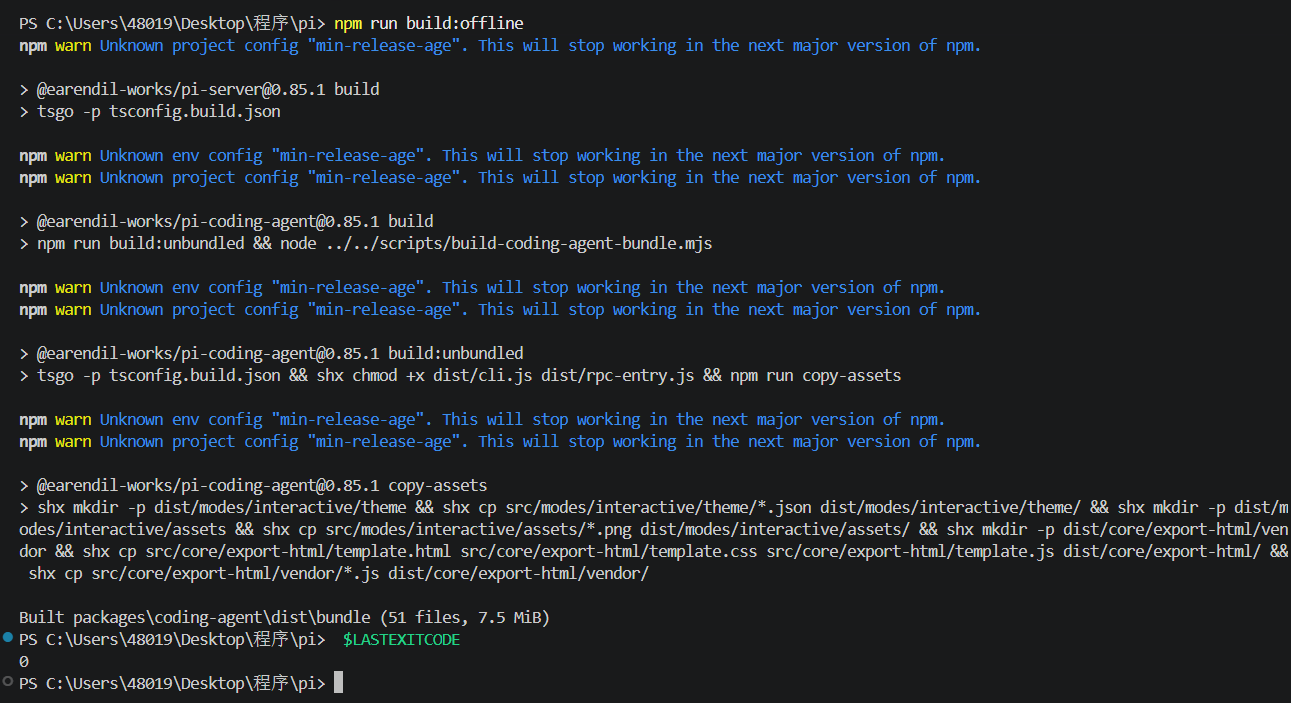 PS C:\Users\48019\Desktop\程序\pi> npm run build:offline
npm warn Unknown project config "min-release-age". This will stop working in the next major version of npm.
> @earendil-works/pi-server@0.85.1 build
> tsgo -p tsconfig.build.json
npm warn Unknown env config "min-release-age". This will stop working in the next major version of npm.
npm warn Unknown project config "min-release-age". This will stop working in the next major version of npm.
> @earendil-works/pi-coding-agent@0.85.1 build
> npm run build:unbundled && node ../../scripts/build-coding-agent-bundle.mjs
npm warn Unknown env config "min-release-age". This will stop working in the next major version of npm.
npm warn Unknown project config "min-release-age". This will stop working in the next major version of npm.
> @earendil-works/pi-coding-agent@0.85.1 build:unbundled
> tsgo -p tsconfig.build.json && shx chmod +x dist/cli.js dist/rpc-entry.js && npm run copy-assets
npm warn Unknown env config "min-release-age". This will stop working in the next major version of npm.
npm warn Unknown project config "min-release-age". This will stop working in the next major version of npm.
> @earendil-works/pi-coding-agent@0.85.1 copy-assets
> shx mkdir -p dist/modes/interactive/theme && shx cp src/modes/interactive/theme/*.json dist/modes/interactive/theme/ && shx mkdir -p dist/m
odes/interactive/assets && shx cp src/modes/interactive/assets/*.png dist/modes/interactive/assets/ && shx mkdir -p dist/core/export-html/ven
dor && shx cp src/core/export-html/template.html src/core/export-html/template.css src/core/export-html/template.js dist/core/export-html/ &&
shx cp src/core/export-html/vendor/*.js dist/core/export-html/vendor/
Built packages\coding-agent\dist\bundle (51 files, 7.5 MiB)
PS C:\Users\48019\Desktop\程序\pi> $LASTEXITCODE
0
PS C:\Users\48019\Desktop\程序\pi>